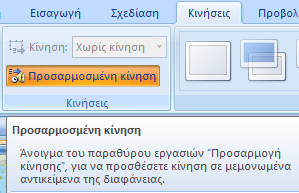 Εισαγωγή Σχεδίαση Κινήσεις Προβολ
Κίνηση: Χωρίς κίνηση
Προσαρμοσμένη κίνηση
Κινήσεις
Προσαρμοσμένη κίνηση
Άνοιγμα του παραθύρου εργασιών "Προσαρμογή
κίνησης", για να προσθέσετε κίνηση σε μεμονωμένα
αντικείμενα της διαφάνειας.